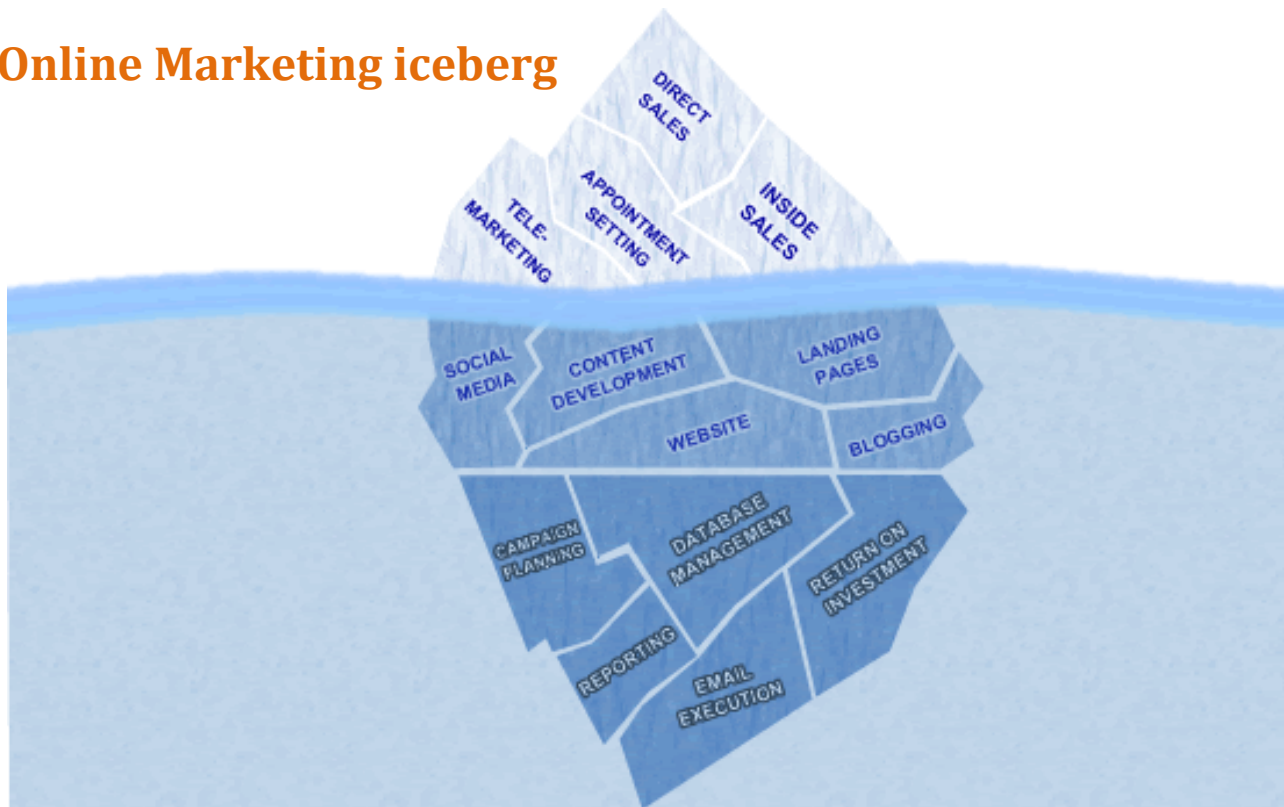 Online Marketing iceberg
DIRECT
SALES
APPOINTMENT
SETTING
INSIDE
SALES
TELE-
MARKETING
SOCIAL
MEDIA
CONTENT
DEVELOPMENT
LANDING
PAGES
WEBSITE
BLOGGING
CAMPAIGN
PLANNING
DATABASE
MANAGEMENT
RETURN ON
INVESTMENT
REPORTING
EMAIL
EXECUTION